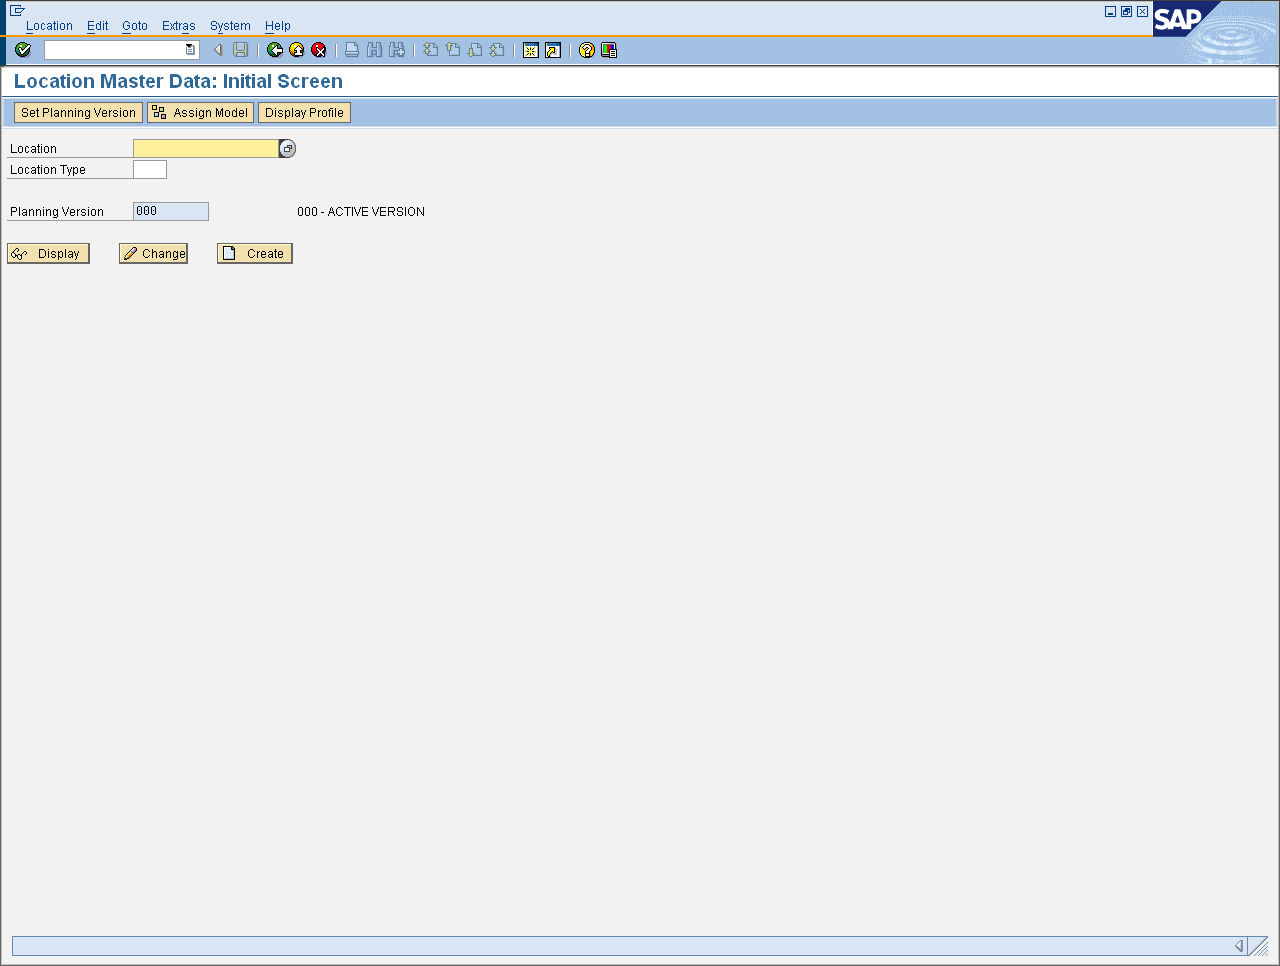 Location Edit Goto Extras System Help
SAP
Location Master Data: Initial Screen
Set Planning Version Assign Model Display Profile
Location
Location Type
Planning Version 000 000 - ACTIVE VERSION
Display Change Create